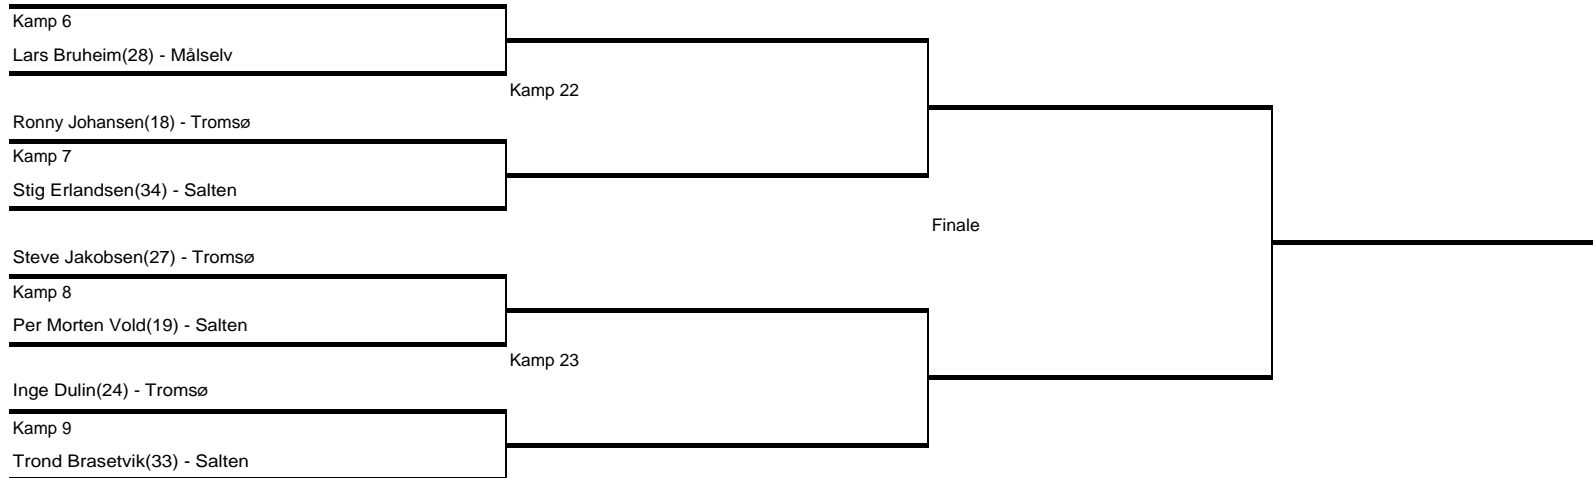 Kamp 6
Lars Bruheim(28) - Målselv
Kamp 22
Ronny Johansen(18) - Tromsø
Kamp 7
Stig Erlandsen(34) - Salten
Finale
Steve Jakobsen(27) - Tromsø
Kamp 8
Per Morten Vold(19) - Salten
Kamp 23
Inge Dulin(24) - Tromsø
Kamp 9
Trond Brasetvik(33) - Salten